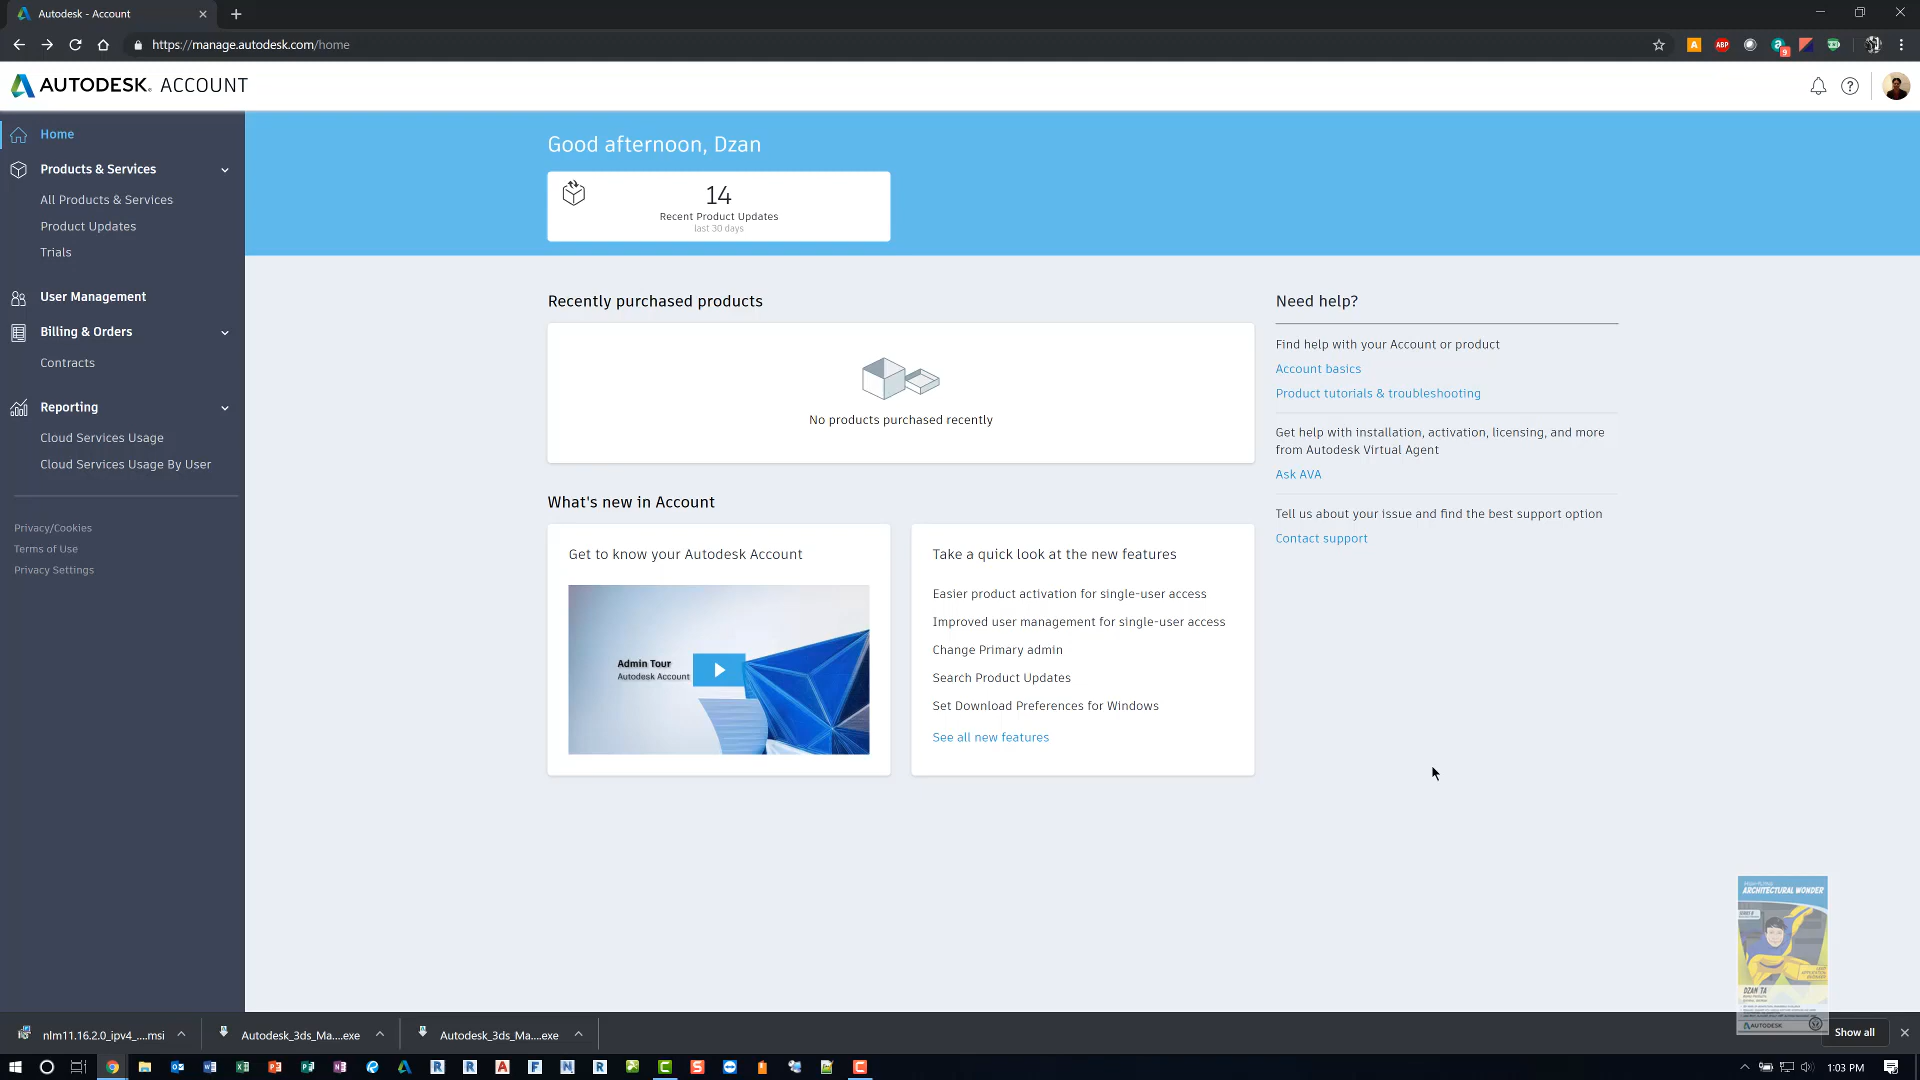 Autodesk - Account
https://manage.autodesk.com/home
ABP
9
AUTODESK. ACCOUNT
Home
Products & Services
All Products & Services
Product Updates
Trials
User Management
Billing & Orders
Contracts
Reporting
Cloud Services Usage
Cloud Services Usage By User
Privacy/Cookies
Terms of Use
Privacy Settings
Good afternoon, Dzan
14
Recent Product Updates
last 30 days
Recently purchased products
No products purchased recently
What's new in Account
Get to know your Autodesk Account
Admin Tour
Autodesk Account
Take a quick look at the new features
Easier product activation for single-user access
Improved user management for single-user access
Change Primary admin
Search Product Updates
Set Download Preferences for Windows
See all new features
Need help?
Find help with your Account or product
Account basics
Product tutorials & troubleshooting
Get help with installation, activation, licensing, and more
from Autodesk Virtual Agent
Ask AVA
Tell us about your issue and find the best support option
Contact support
ARCHITECTURAL WONDER
DZAN TA
AUTODESK
nlm11.16.2.0_ipv4_....msi
Autodesk_3ds_Ma....exe
Autodesk_3ds_Ma....exe
Show all
1:03 PM